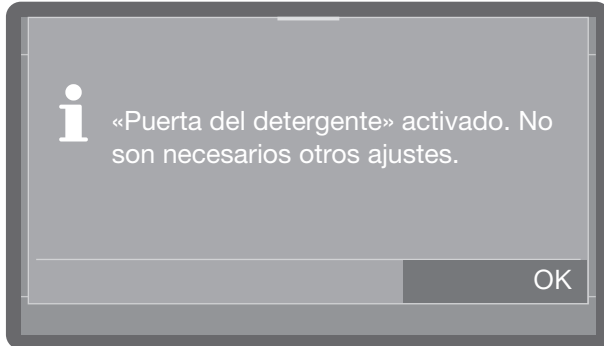 i
«Puerta del detergente» activado. No
son necesarios otros ajustes.
OK